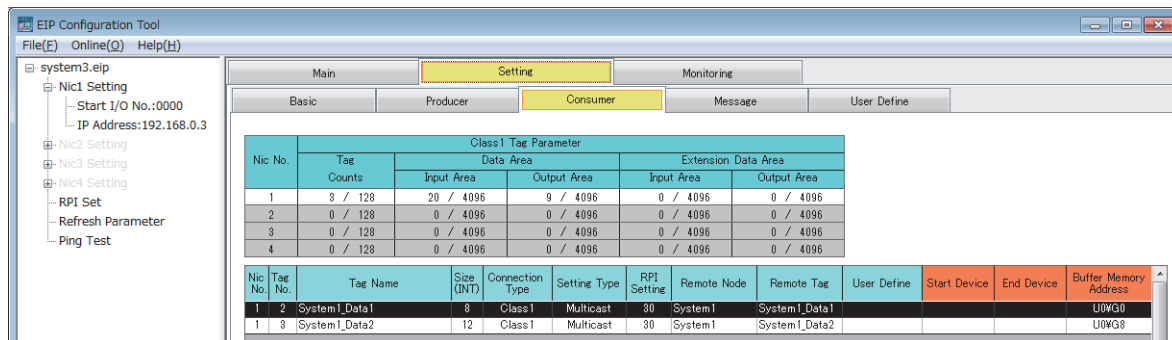 EIP Configuration Tool
File(F) Online(O) Help(H)
system3.eip
Nic1 Setting
Start I/O No.:0000
IP Address:192.168.0.3
Nic2 Setting
Nic3 Setting
Nic4 Setting
RPI Set
Refresh Parameter
Ping Test
Main Setting Monitoring
Basic Producer Consumer Message User Define
Class1 Tag Parameter
Nic No. Tag Data Area Extension Data Area
Counts Input Area Output Area Input Area Output Area
1 3 / 128 20 / 4096 9 / 4096 0 / 4096 0 / 4096
2 0 / 128 0 / 4096 0 / 4096 0 / 4096 0 / 4096
3 0 / 128 0 / 4096 0 / 4096 0 / 4096 0 / 4096
4 0 / 128 0 / 4096 0 / 4096 0 / 4096 0 / 4096
Nic Tag Tag Name Size Connection Setting Type RPI Remote Node Remote Tag User Define Start Device End Device Buffer Memory
No. No. (INT) Type Setting Address
1 2 System1_Data1 8 Class1 Multicast 30 System1 System1_Data1 U0¥G0
1 3 System1_Data2 12 Class1 Multicast 30 System1 System1_Data2 U0¥G8